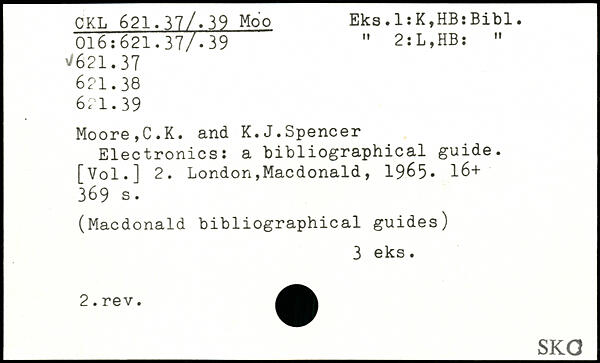 CKL 621.37/.39 Moo Eks.1:K,HB:Bibl.
016:621.37/.39 " 2:L,HB: "
√621.37
621.38
621.39
Moore,C.K. and K.J.Spencer
Electronics: a bibliographical guide.
[Vol.] 2. London,Macdonald, 1965. 16+
369 s.
(Macdonald bibliographical guides)
3 eks.
2.rev.
SKC